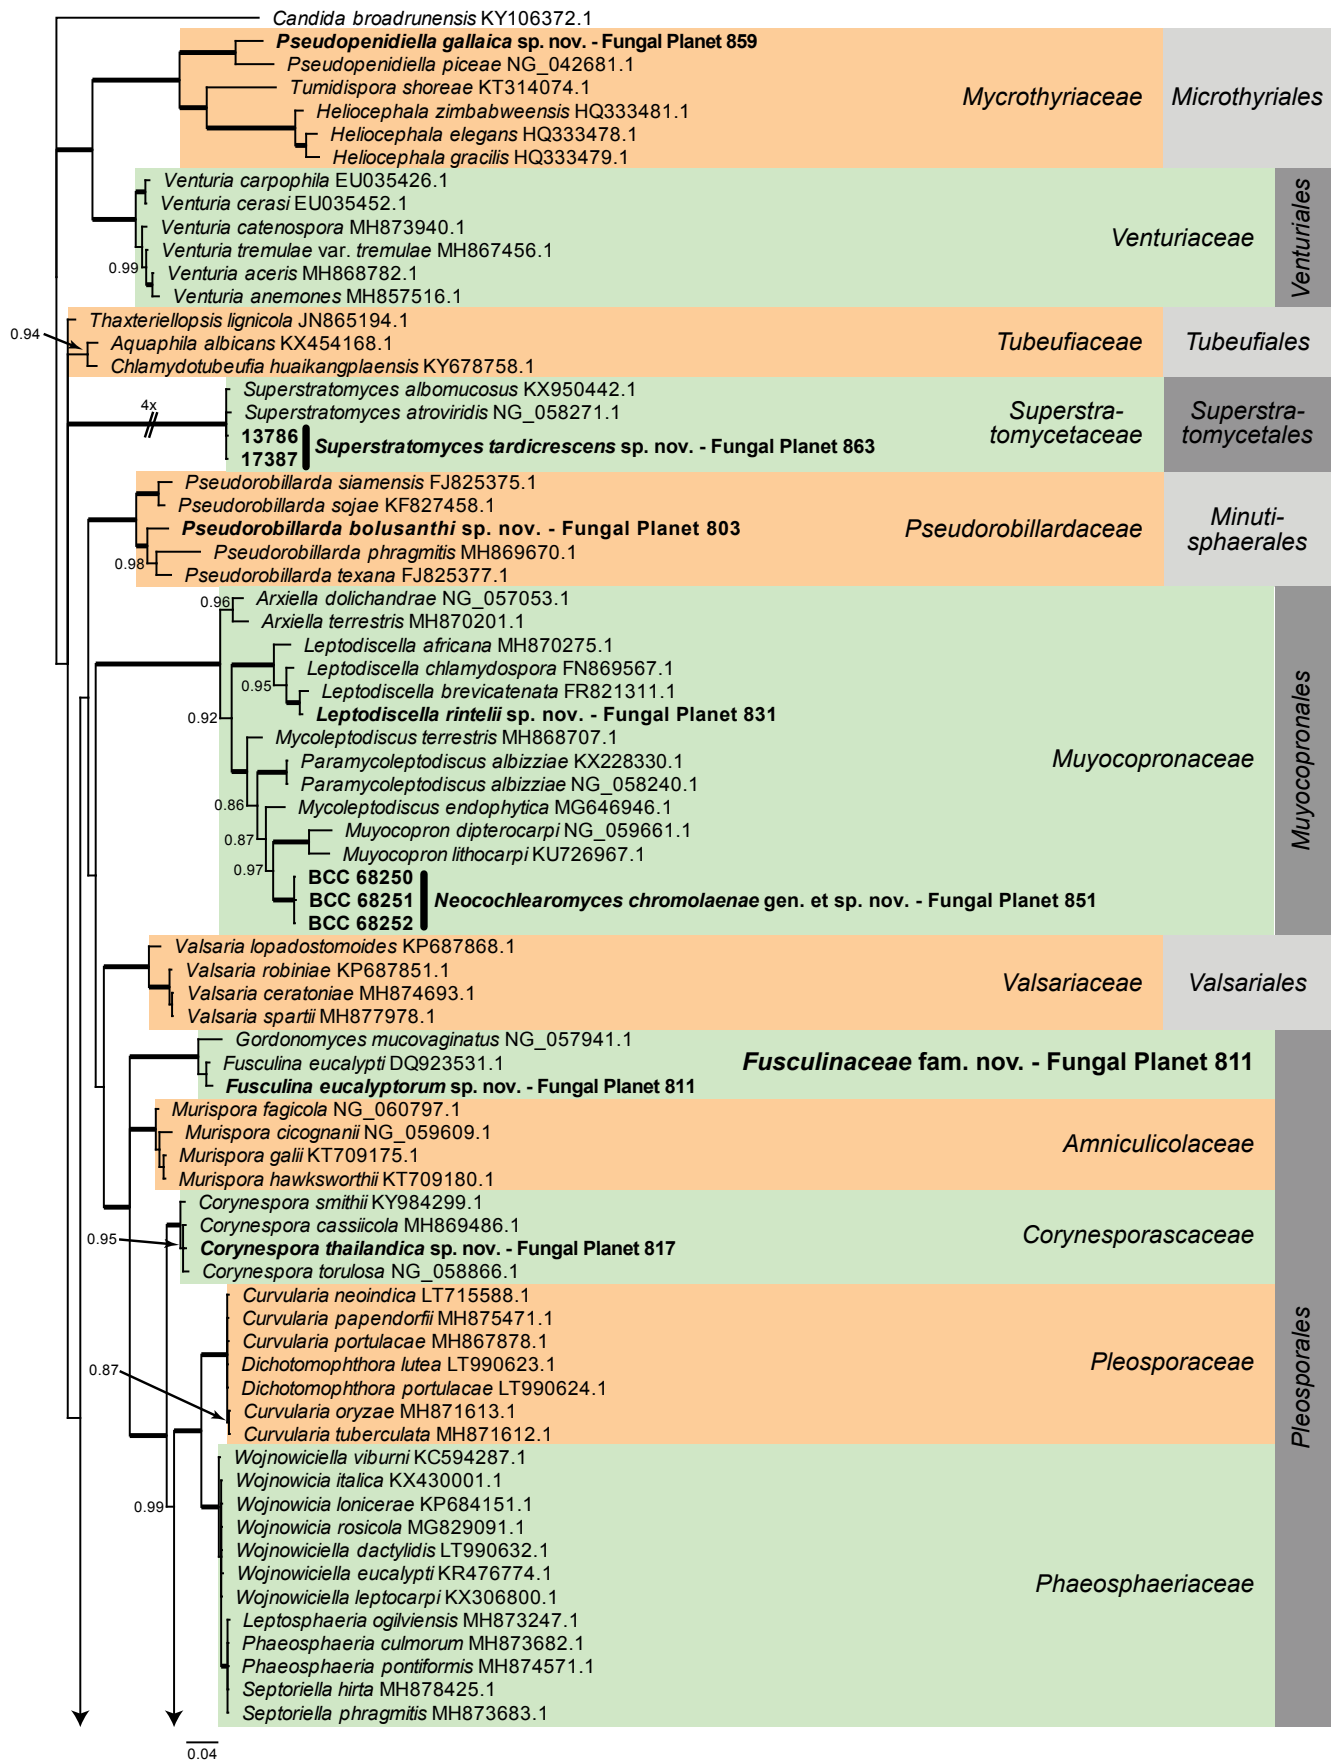 Candida broadrunensis KY106372.1
Pseudopenidiella gallaica sp. nov. - Fungal Planet 859
Pseudopenidiella piceae NG_042681.1
Tumidispora shoreae KT314074.1
Mycrothyriaceae
Microthyriales
Heliocephala zimbabweensis HQ333481.1
Heliocephala elegans HQ333478.1
Heliocephala gracilis HQ333479.1
Venturia carpophila EU035426.1
Venturia cerasi EU035452.1
Venturia catenospora MH873940.1
Venturiaceae
Venturiales
Venturia tremulae var. tremulae MH867456.1
0.99
Venturia aceris MH868782.1
Venturia anemones MH857516.1
Thaxteriellopsis lignicola JN865194.1
0.94
Aquaphila albicans KX454168.1
Tubeufiaceae
Tubeufiales
Chlamydotubeufia huaikangplaensis KY678758.1
Superstratomyces albomucosus KX950442.1
4x
Superstratomyces atroviridis NG_058271.1
Superstra-
tomycetaceae
Superstra-
tomycetales
13786
17387
Superstratomyces tardicrescens sp. nov. - Fungal Planet 863
Pseudorobillarda siamensis FJ825375.1
Pseudorobillarda sojae KF827458.1
Pseudorobillarda bolusanthi sp. nov. - Fungal Planet 803
Pseudorobillardaceae
Minuti-
sphaerales
Pseudorobillarda phragmitis MH869670.1
0.98
Pseudorobillarda texana FJ825377.1
0.96
Arxiella dolichandrae NG_057053.1
Arxiella terrestris MH870201.1
Leptodiscella africana MH870275.1
Leptodiscella chlamydospora FN869567.1
0.95
Leptodiscella brevicatenata FR821311.1
0.92
Leptodiscella rintelii sp. nov. - Fungal Planet 831
Mycoleptodiscus terrestris MH868707.1
Paramycoleptodiscus albizziae KX228330.1
Muyocopronaceae
Muyocopronales
Paramycoleptodiscus albizziae NG_058240.1
0.86
Mycoleptodiscus endophytica MG646946.1
Muyocopron dipterocarpi NG_059661.1
0.87
Muyocopron lithocarpi KU726967.1
0.97
BCC 68250
BCC 68251
BCC 68252
Neocochlearomyces chromolaenae gen. et sp. nov. - Fungal Planet 851
Valsaria lopadostomoides KP687868.1
Valsaria robiniae KP687851.1
Valsariaceae
Valsariales
Valsaria ceratoniae MH874693.1
Valsaria spartii MH877978.1
Gordonomyces mucovaginatus NG_057941.1
Fusculina eucalypti DQ923531.1
Fusculinaceae fam. nov. - Fungal Planet 811
Fusculina eucalyptorum sp. nov. - Fungal Planet 811
Murispora fagicola NG_060797.1
Murispora cicognanii NG_059609.1
Amniculicolaceae
Murispora galii KT709175.1
Murispora hawksworthii KT709180.1
Corynespora smithii KY984299.1
Corynespora cassiicola MH869486.1
Corynesporascaceae
0.95
Corynespora thailandica sp. nov. - Fungal Planet 817
Corynespora torulosa NG_058866.1
Curvularia neoindica LT715588.1
Curvularia papendorfii MH875471.1
Curvularia portulacae MH867878.1
Pleosporaceae
Pleosporales
Dichotomophthora lutea LT990623.1
0.87
Dichotomophthora portulacae LT990624.1
Curvularia oryzae MH871613.1
Curvularia tuberculata MH871612.1
Wojnowiciella viburni KC594287.1
Wojnowicia italica KX430001.1
Wojnowicia lonicerae KP684151.1
0.99
Wojnowicia rosicola MG829091.1
Wojnowiciella dactylidis LT990632.1
Wojnowiciella eucalypti KR476774.1
Phaeosphaeriaceae
Wojnowiciella leptocarpi KX306800.1
Leptosphaeria ogilviensis MH873247.1
Phaeosphaeria culmorum MH873682.1
Phaeosphaeria pontiformis MH874571.1
Septoriella hirta MH878425.1
Septoriella phragmitis MH873683.1
0.04